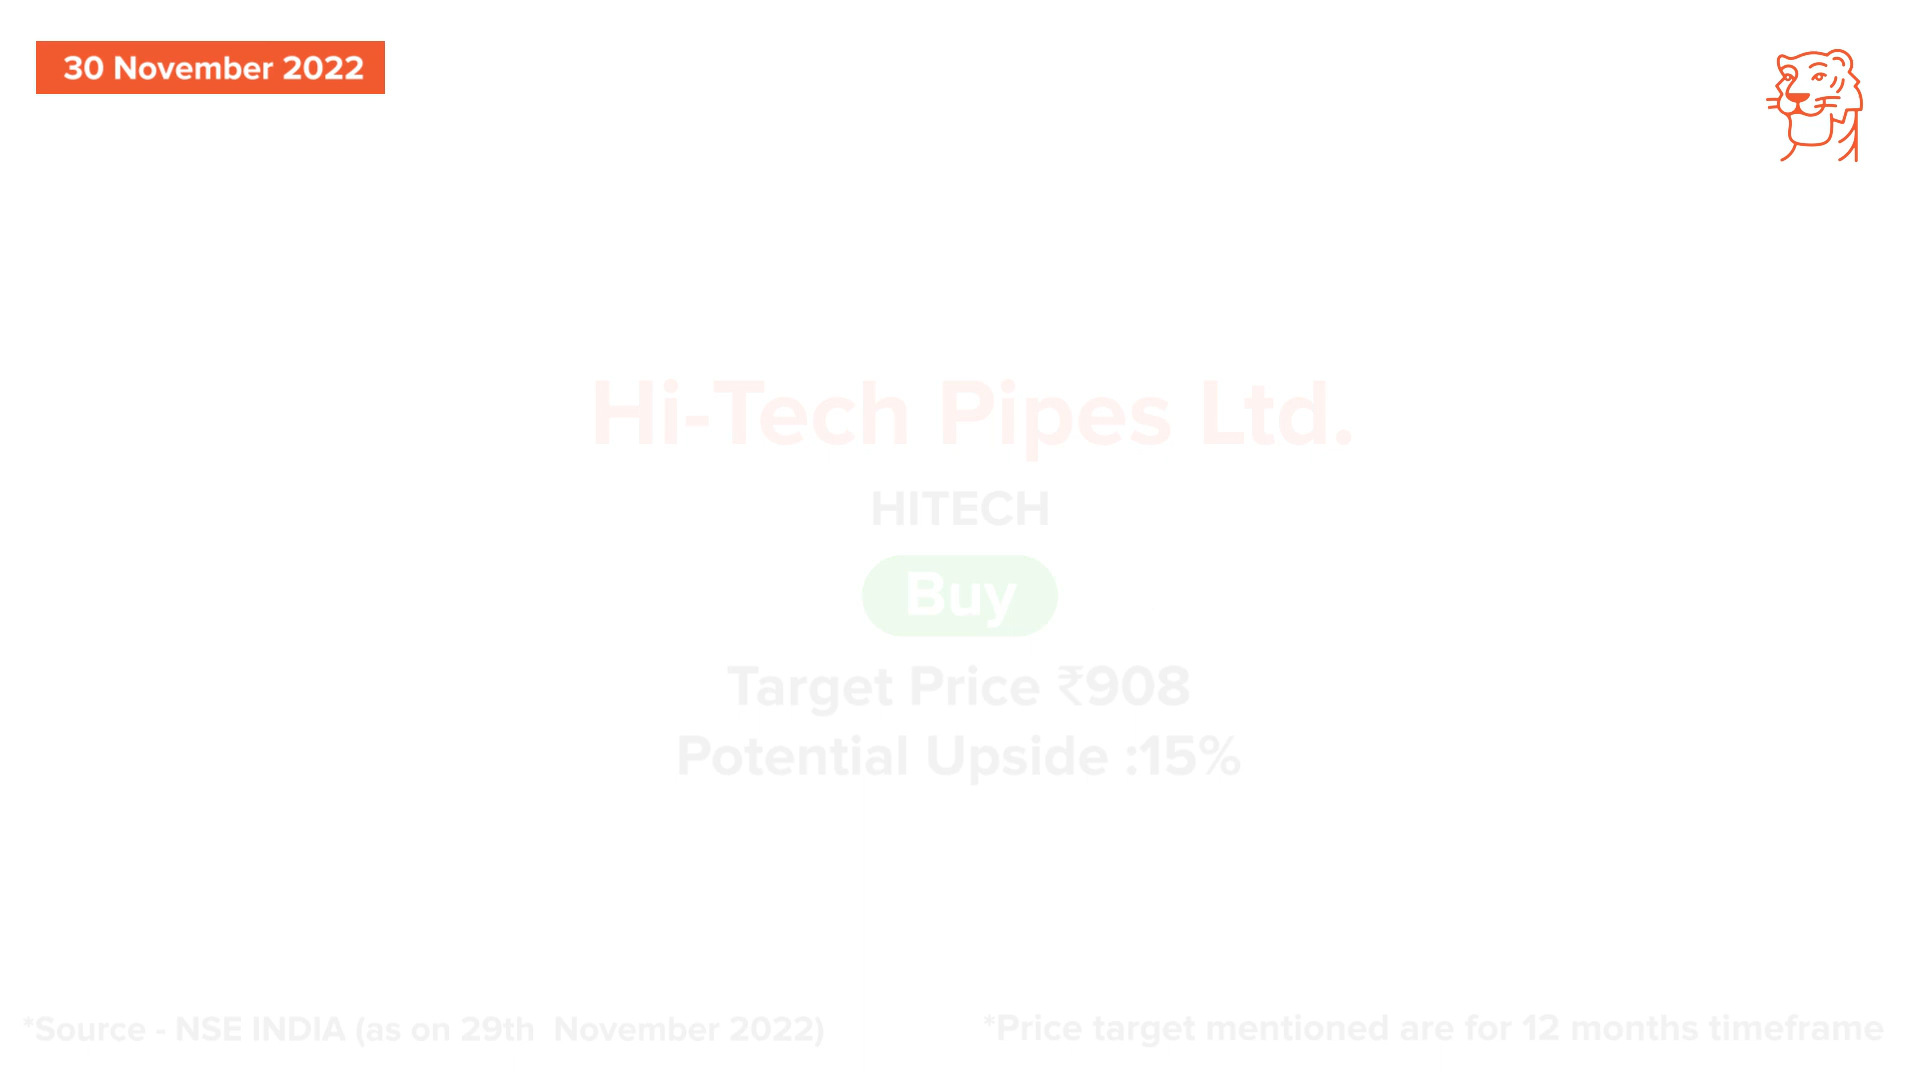 30 November 2022
Hi-Tech Pipes Ltd.
HITECH
Buy
Target Price ₹908
Potential Upside :15%
*Source - NSE INDIA (as on 29th  November 2022)
*Price target mentioned are for 12 months timeframe